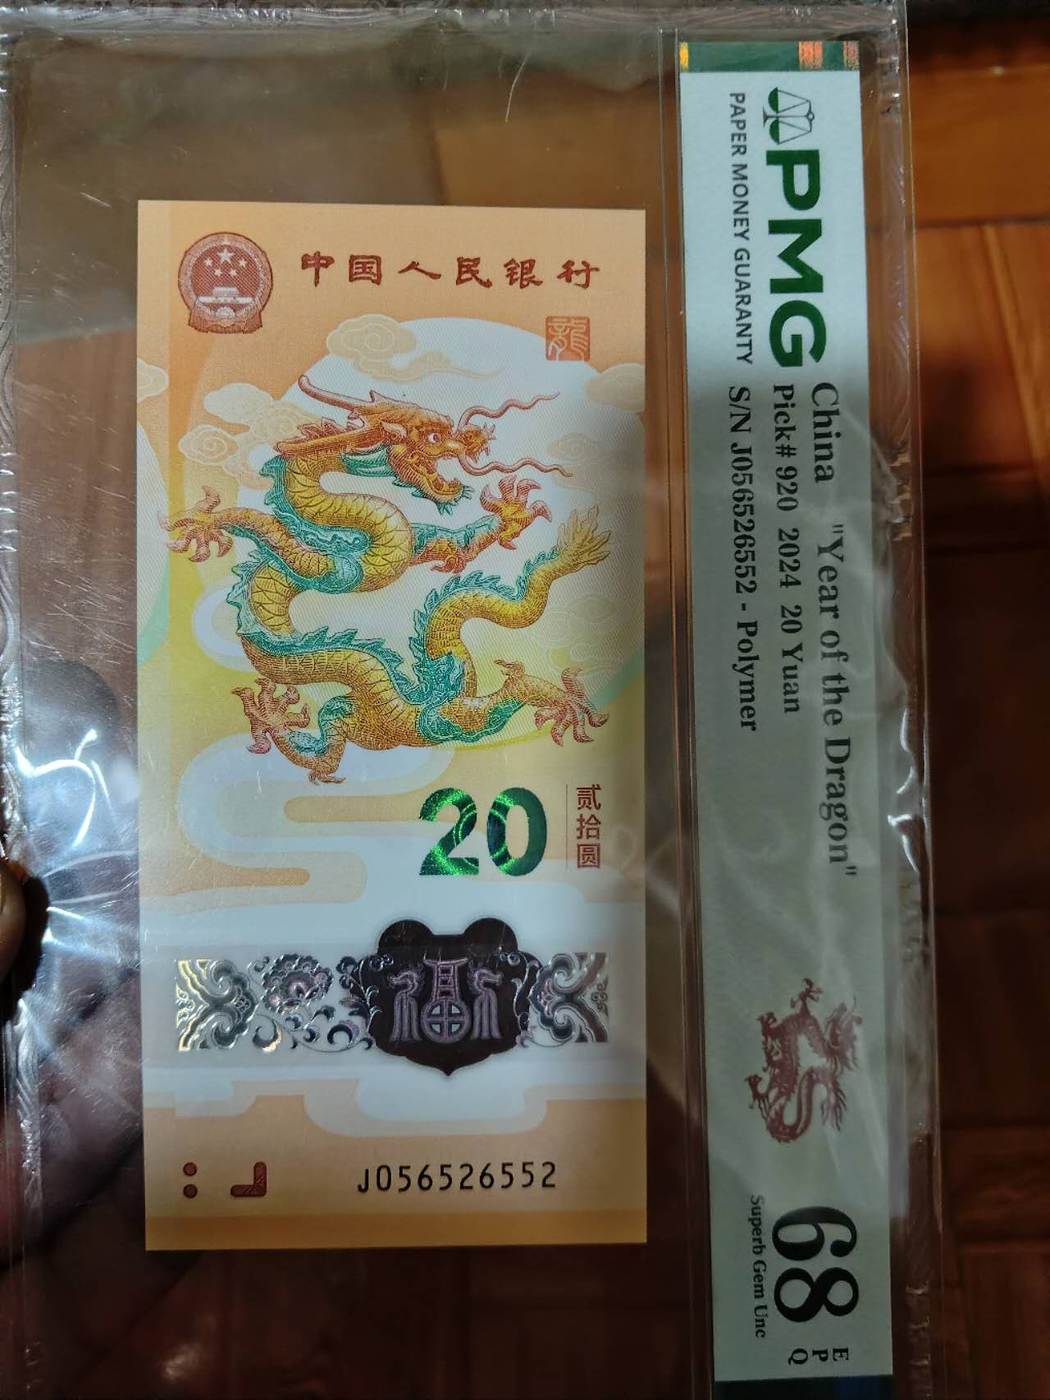 中国人民银行
龍
20
贰拾圆
J056526552
PMG
PAPER MONEY GUARANTY
China "Year of the Dragon"
Pick# 920 2024 20 Yuan
S/N J056526552 - Polymer
68 EPQ
Superb Gem Unc